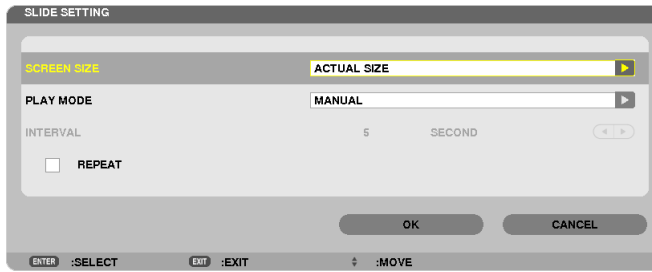 SLIDE SETTING
SCREEN SIZE ACTUAL SIZE
PLAY MODE MANUAL
INTERVAL 5 SECOND
REPEAT
OK CANCEL
ENTER :SELECT EXIT :EXIT :MOVE